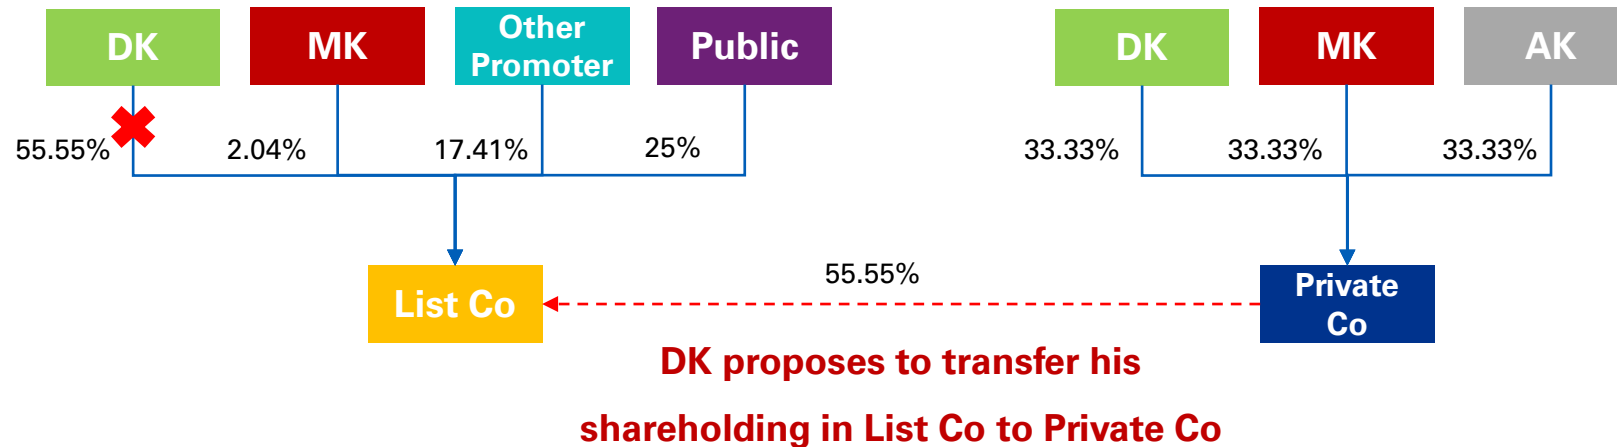 DK
MK
Other
Promoter
Public
DK
MK
AK
55.55%
2.04%
17.41%
25%
33.33%
33.33%
33.33%
55.55%
List Co
Private
Co
DK proposes to transfer his
shareholding in List Co to Private Co